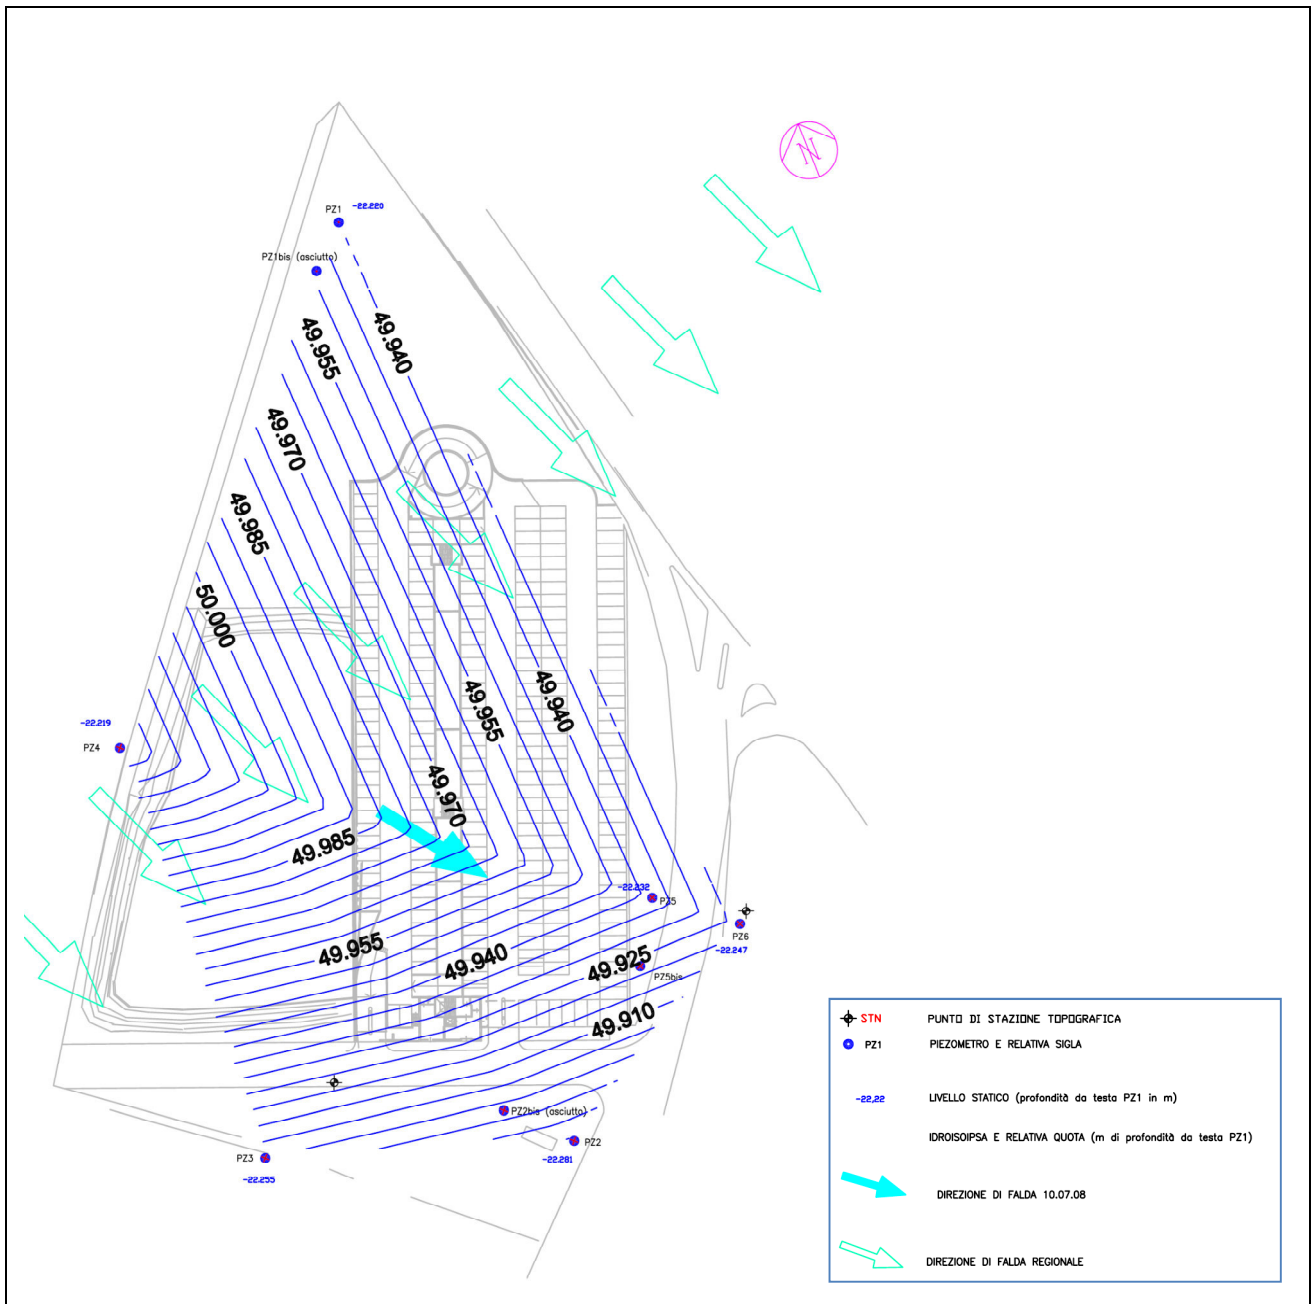 N
PZ1
-22.220
PZ1bis (asciutto)
49.940
49.955
49.970
49.985
50.000
-22.219
PZ4
49.940
49.955
49.970
49.985
-22.232
PZ5
PZ6
-22.247
49.955
49.940
49.925
PZ5bis
49.910
PZ2bis (asciutto)
PZ2
-22.281
PZ3
-22.255
STN PUNTO DI STAZIONE TOPOGRAFICA
PZ1 PIEZOMETRO E RELATIVA SIGLA
-22,22 LIVELLO STATICO (profondità da testa PZ1 in m)
IDROISOIPSA E RELATIVA QUOTA (m di profondità da testa PZ1)
DIREZIONE DI FALDA 10.07.08
DIREZIONE DI FALDA REGIONALE